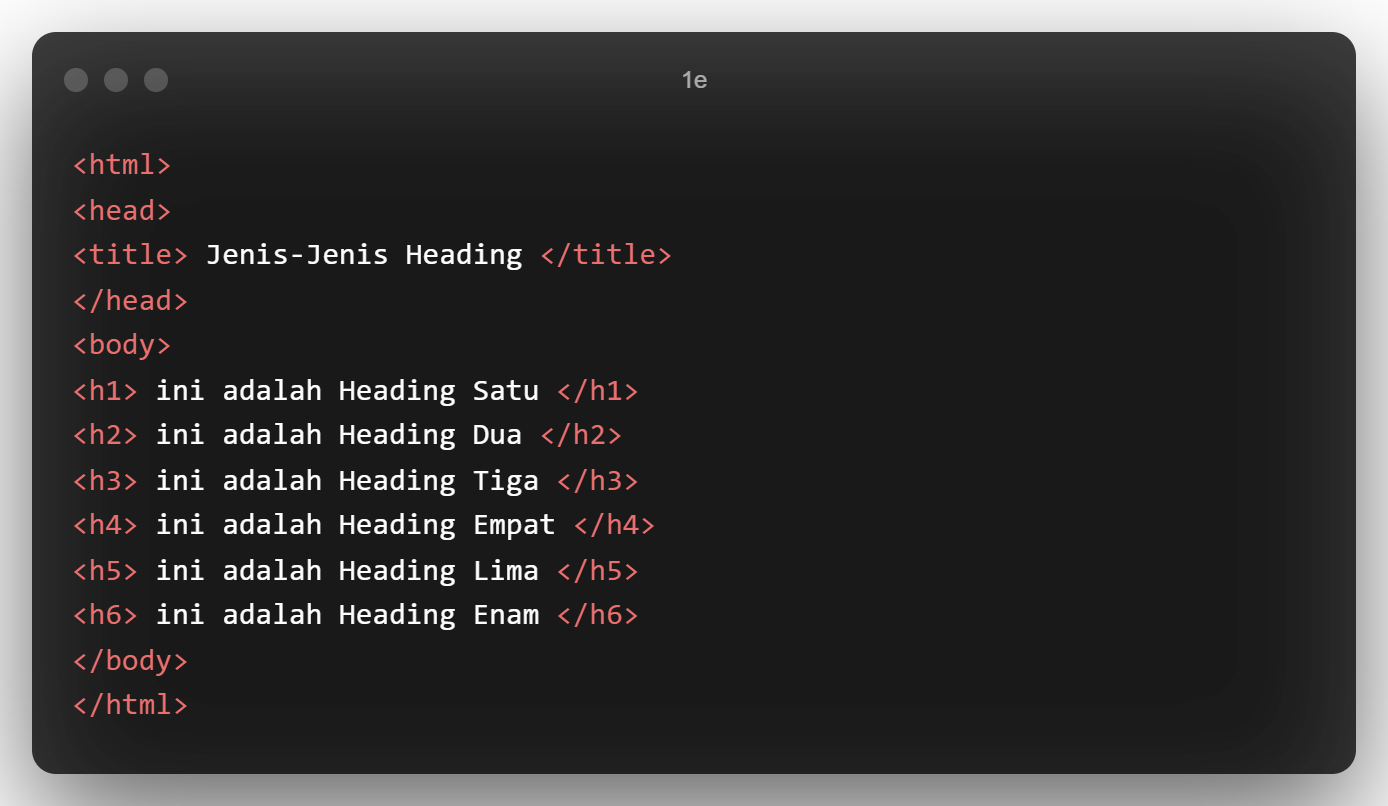 1e
<html>
<head>
<title> Jenis-Jenis Heading </title>
</head>
<body>
<h1> ini adalah Heading Satu </h1>
<h2> ini adalah Heading Dua </h2>
<h3> ini adalah Heading Tiga </h3>
<h4> ini adalah Heading Empat </h4>
<h5> ini adalah Heading Lima </h5>
<h6> ini adalah Heading Enam </h6>
</body>
</html>